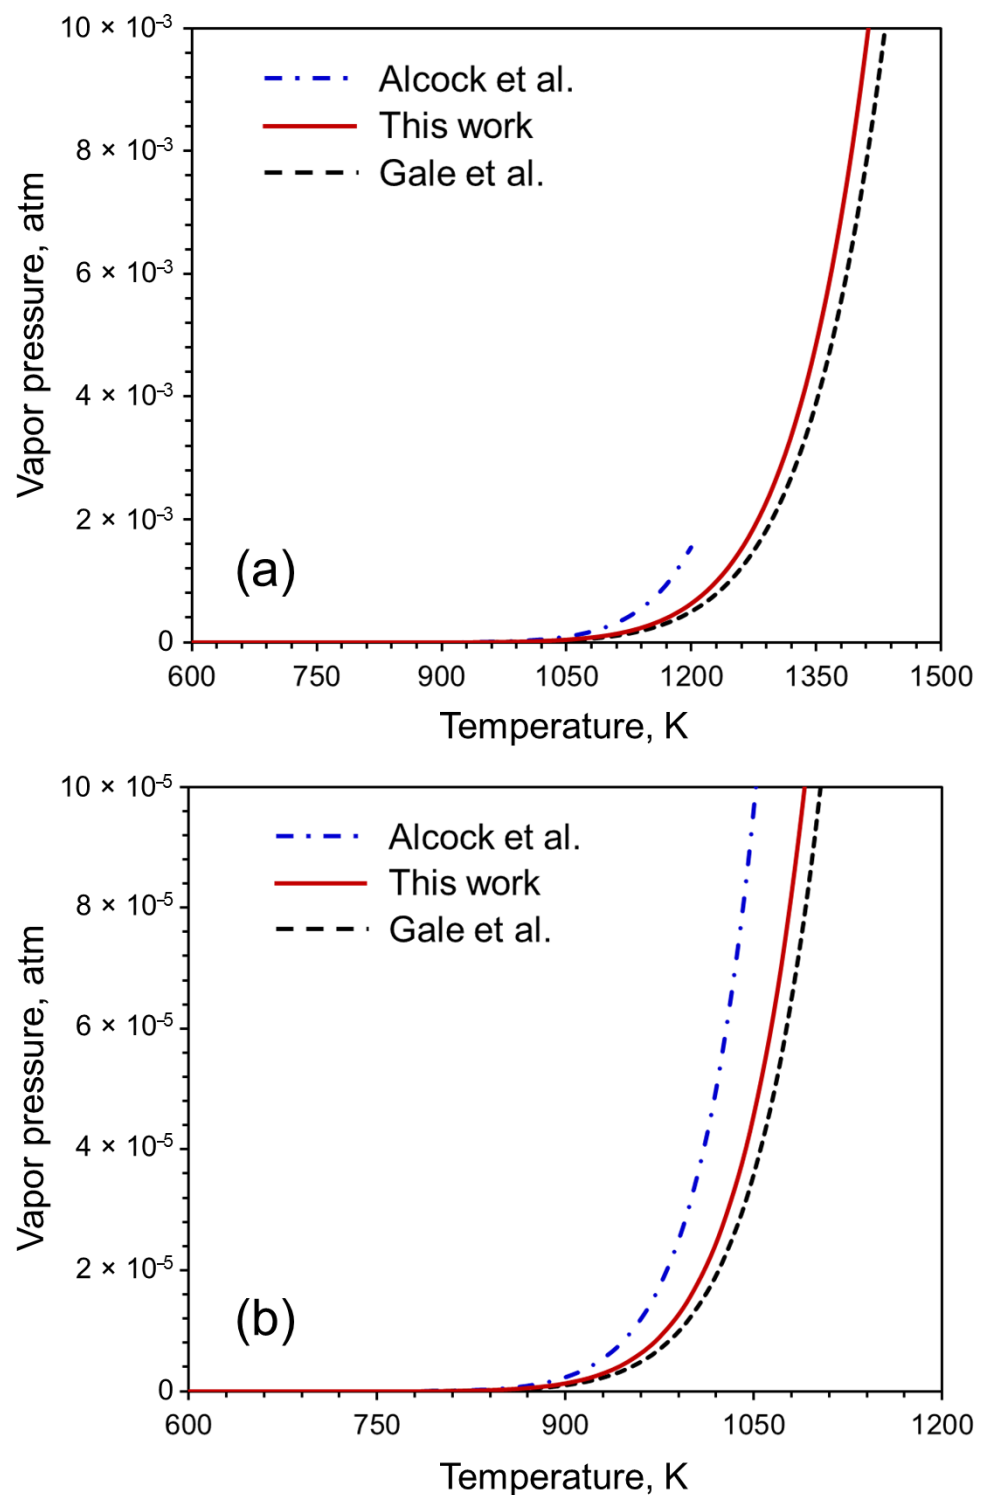 10 × 10⁻³
8 × 10⁻³
6 × 10⁻³
4 × 10⁻³
2 × 10⁻³
0
Vapor pressure, atm
Alcock et al.
This work
Gale et al.
(a)
600 750 900 1050 1200 1350 1500
Temperature, K
10 × 10⁻⁵
8 × 10⁻⁵
6 × 10⁻⁵
4 × 10⁻⁵
2 × 10⁻⁵
0
Vapor pressure, atm
Alcock et al.
This work
Gale et al.
(b)
600 750 900 1050 1200
Temperature, K